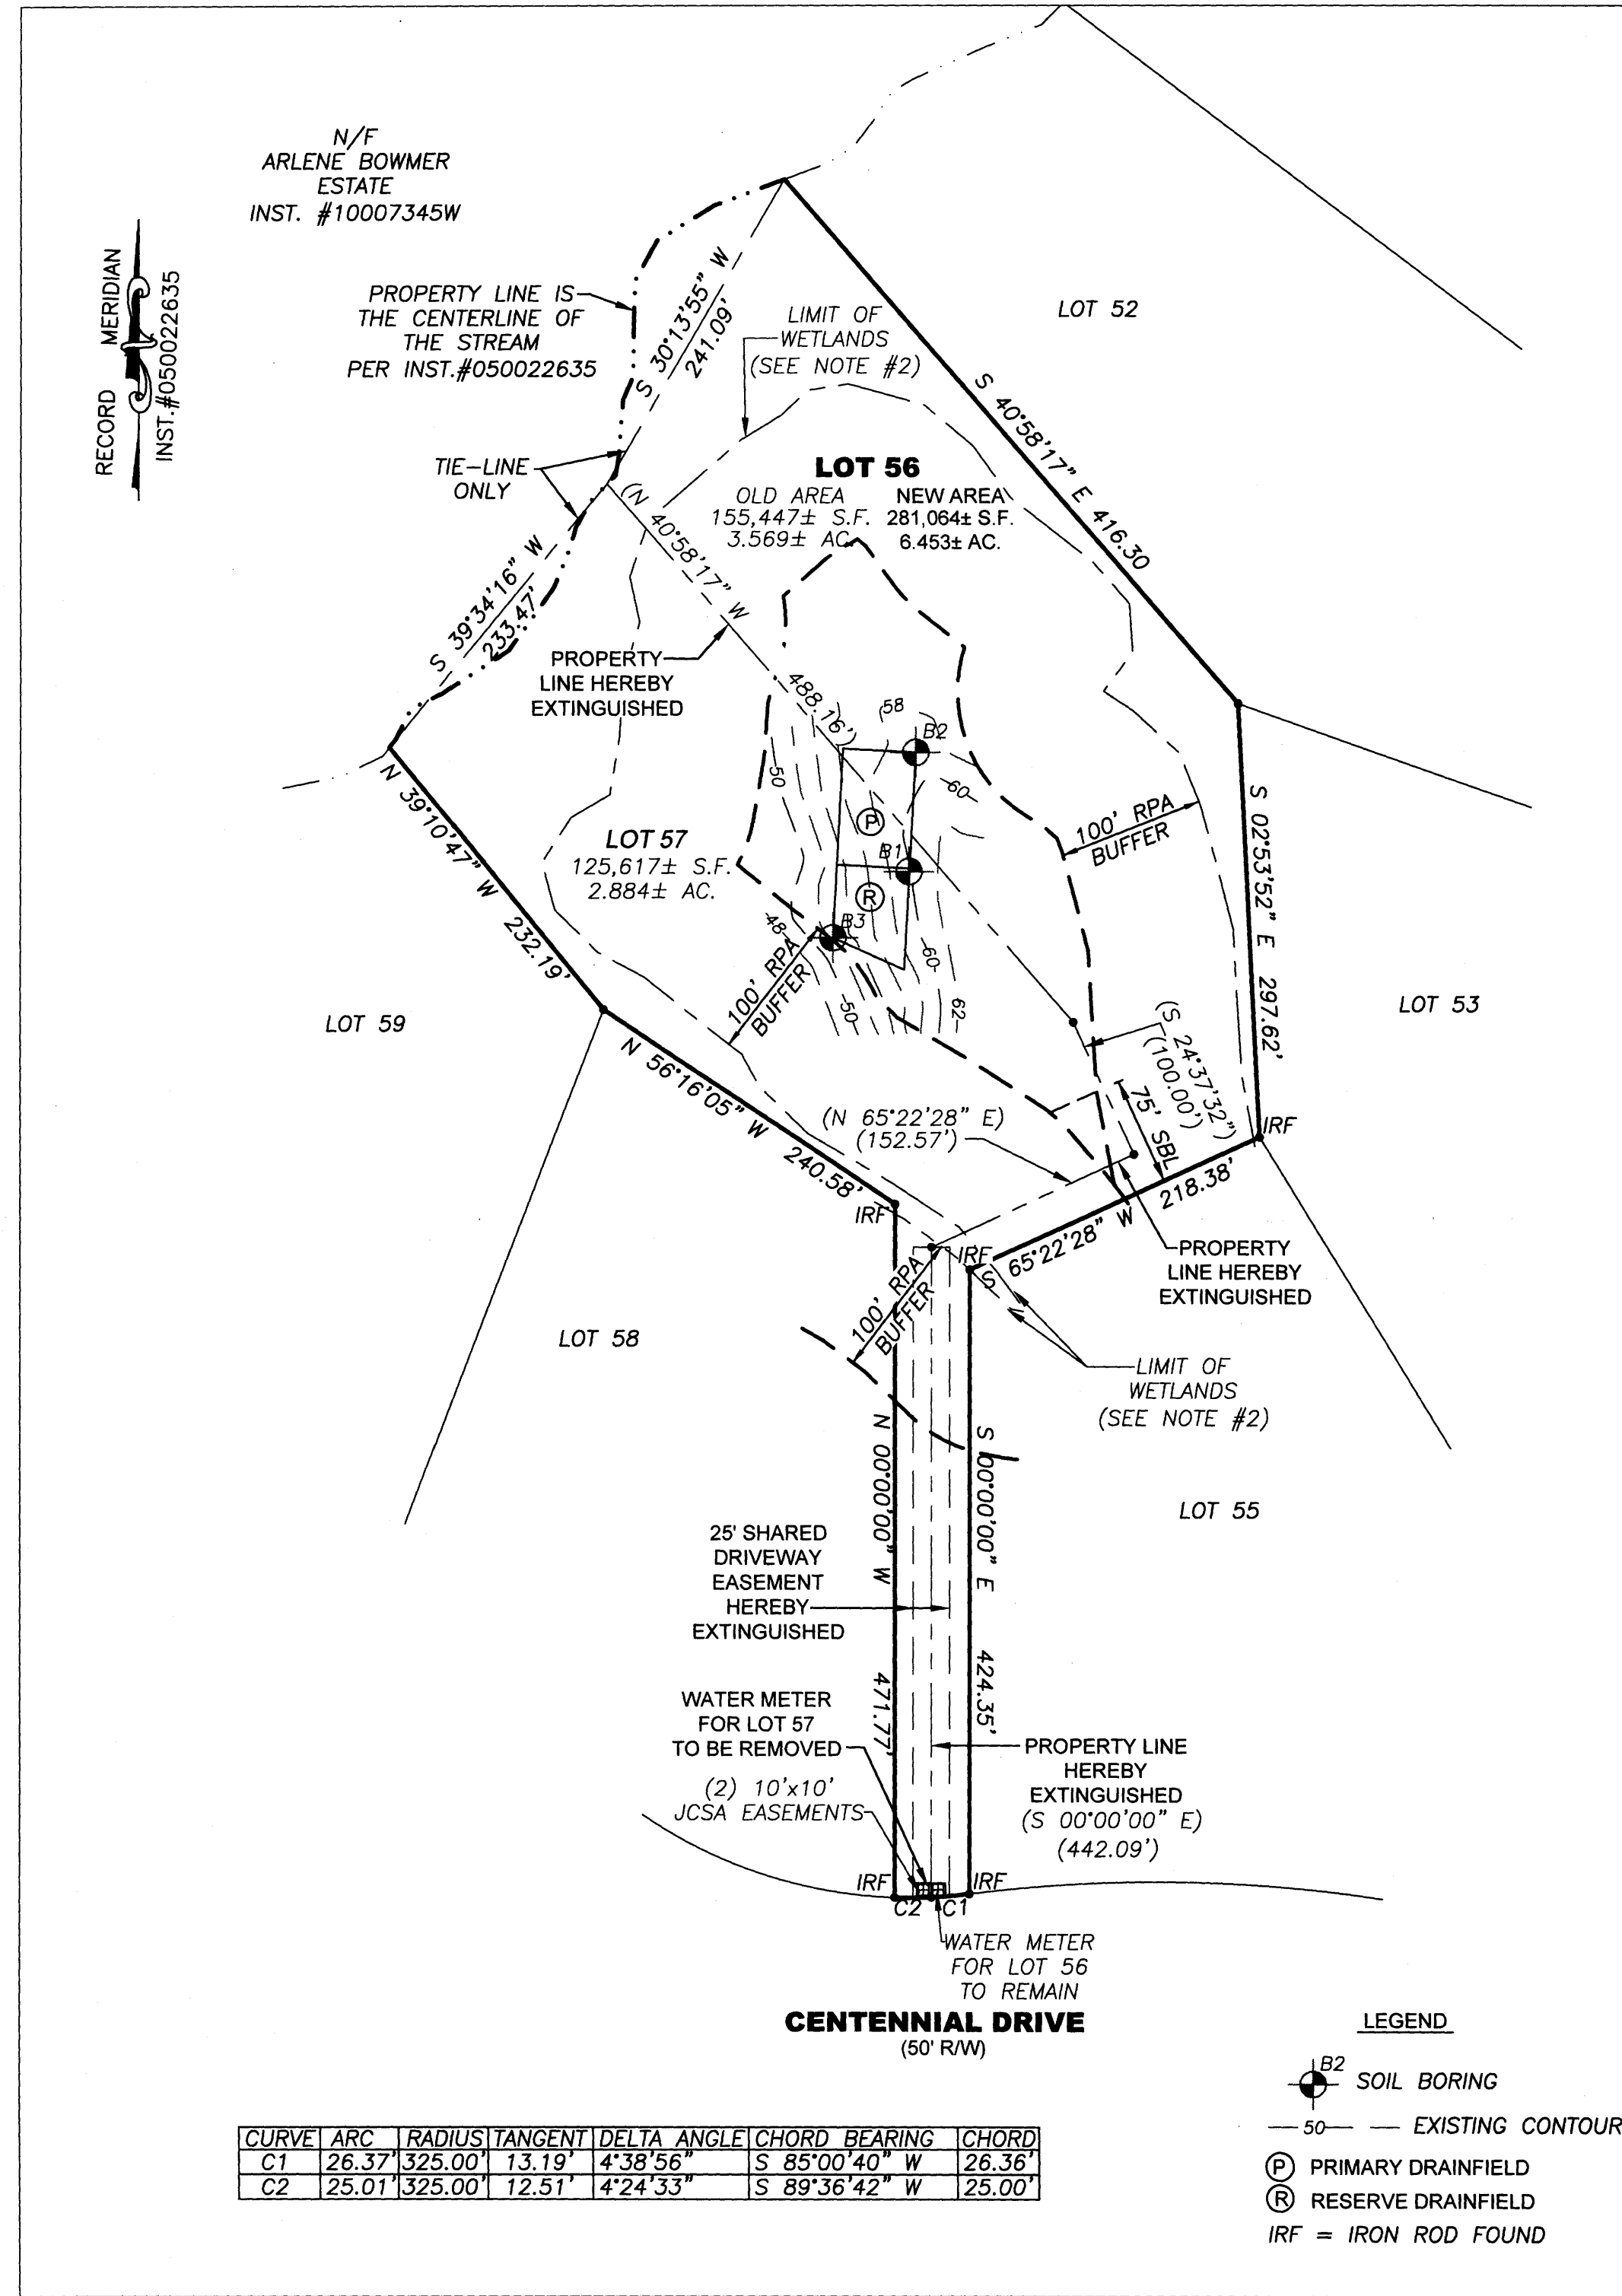 N/F
ARLENE BOWMER
ESTATE
INST. #10007345W
RECORD MERIDIAN
INST.#050022635
PROPERTY LINE IS
THE CENTERLINE OF
THE STREAM
PER INST.#050022635
S 30°13'55" W
241.09'
LIMIT OF
WETLANDS
(SEE NOTE #2)
LOT 52
S 40°58'17" E 416.30
TIE-LINE
ONLY
LOT 56
OLD AREA
155,447± S.F.
3.569± AC.
NEW AREA
281,064± S.F.
6.453± AC.
(N 40°58'17" W
488.16')
S 39°34'16" W
233.47'
PROPERTY
LINE HEREBY
EXTINGUISHED
58
B2
50
60
P
B1
R
B3
48
60
50
62
LOT 57
125,617± S.F.
2.884± AC.
100' RPA
BUFFER
S 02°53'52" E 297.62'
N 39°10'47" W 232.19'
100' RPA
BUFFER
LOT 59
LOT 53
(S 24°37'32")
(100.00')
75' SBL
IRF
N 56°16'05" W 240.58'
(N 65°22'28" E)
(152.57')
IRF
IRF
S 65°22'28" W 218.38'
PROPERTY
LINE HEREBY
EXTINGUISHED
100' RPA
BUFFER
LOT 58
LIMIT OF
WETLANDS
(SEE NOTE #2)
LOT 55
N 00°00'00" W 471.77'
S 00°00'00" E 424.35'
25' SHARED
DRIVEWAY
EASEMENT
HEREBY
EXTINGUISHED
WATER METER
FOR LOT 57
TO BE REMOVED
(2) 10'x10'
JCSA EASEMENTS
PROPERTY LINE
HEREBY
EXTINGUISHED
(S 00°00'00" E)
(442.09')
IRF
IRF
C2 C1
WATER METER
FOR LOT 56
TO REMAIN
CENTENNIAL DRIVE
(50' R/W)
LEGEND
B2 SOIL BORING
50 EXISTING CONTOUR
P PRIMARY DRAINFIELD
R RESERVE DRAINFIELD
IRF = IRON ROD FOUND
CURVE ARC RADIUS TANGENT DELTA ANGLE CHORD BEARING CHORD
C1 26.37' 325.00' 13.19' 4°38'56" S 85°00'40" W 26.36'
C2 25.01' 325.00' 12.51' 4°24'33" S 89°36'42" W 25.00'